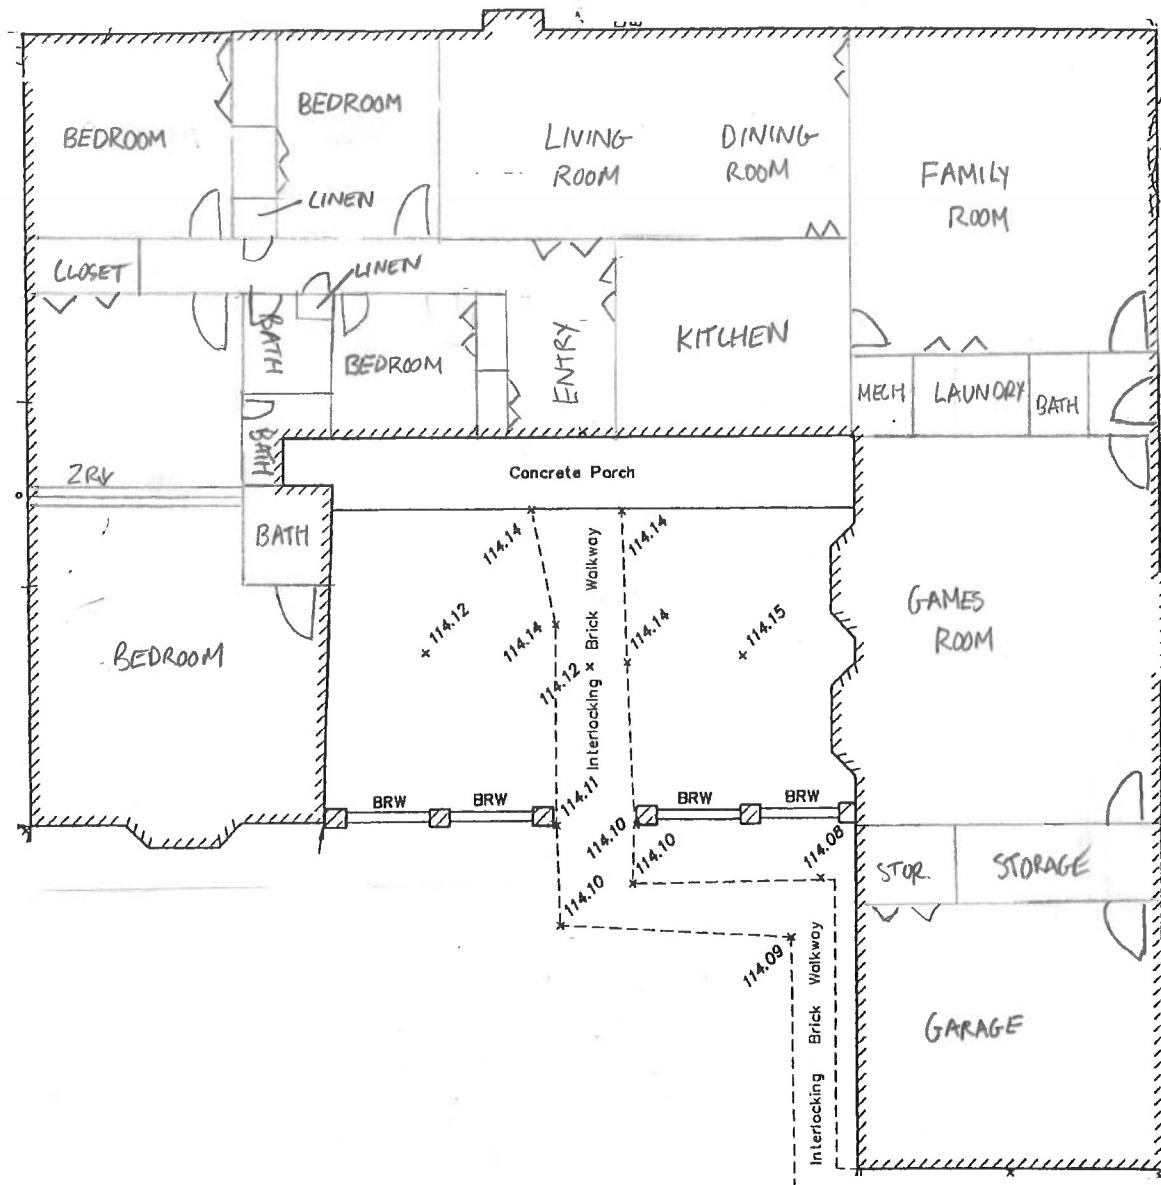 BRW
BEDROOM
BEDROOM
LIVING
ROOM
DINING
ROOM
FAMILY
ROOM
LINEN
CLOSET
LINEN
BATH
BEDROOM
ENTRY
KITCHEN
MECH
LAUNDRY
BATH
BATH
2RS
Concrete Porch
BATH
114.14
114.14
Interlocking Brick Walkway
114.12
114.14
114.14
114.15
114.12
GAMES
ROOM
BEDROOM
BRW
BRW
114.11
BRW
BRW
114.10
114.10
114.08
114.10
114.09
STOR.
STORAGE
Interlocking Brick Walkway
GARAGE